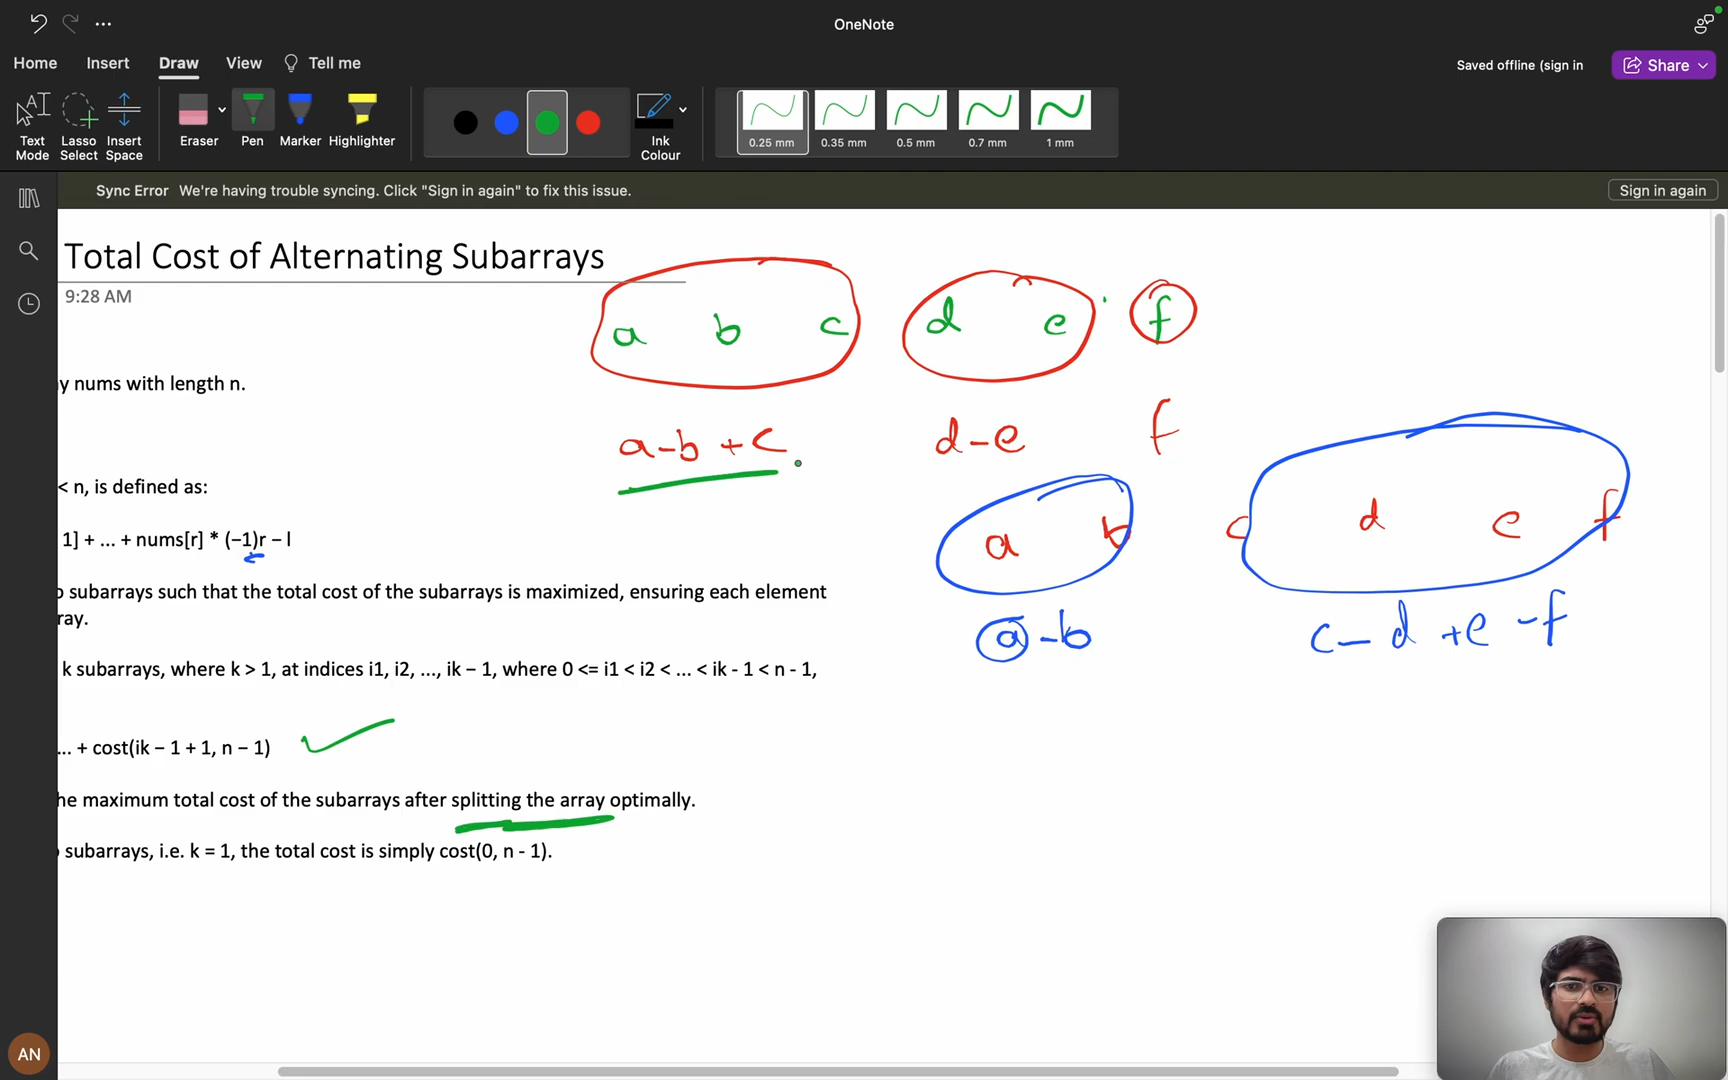 OneNote
Home Insert Draw View Tell me
Saved offline (sign in
Share
Text Mode
Lasso Select
Insert Space
Eraser
Pen
Marker
Highlighter
Ink Colour
0.25 mm
0.35 mm
0.5 mm
0.7 mm
1 mm
Sync Error We're having trouble syncing. Click "Sign in again" to fix this issue.
Sign in again
Total Cost of Alternating Subarrays
9:28 AM
a b c d e f
y nums with length n.
a-b+c d-e f
< n, is defined as:
1] + ... + nums[r] * (−1)r − l
a b c d e f
subarrays such that the total cost of the subarrays is maximized, ensuring each element
ray.
a-b c-d+e-f
k subarrays, where k > 1, at indices i1, i2, ..., ik − 1, where 0 <= i1 < i2 < ... < ik - 1 < n - 1,
... + cost(ik − 1 + 1, n − 1)
he maximum total cost of the subarrays after splitting the array optimally.
subarrays, i.e. k = 1, the total cost is simply cost(0, n - 1).
AN